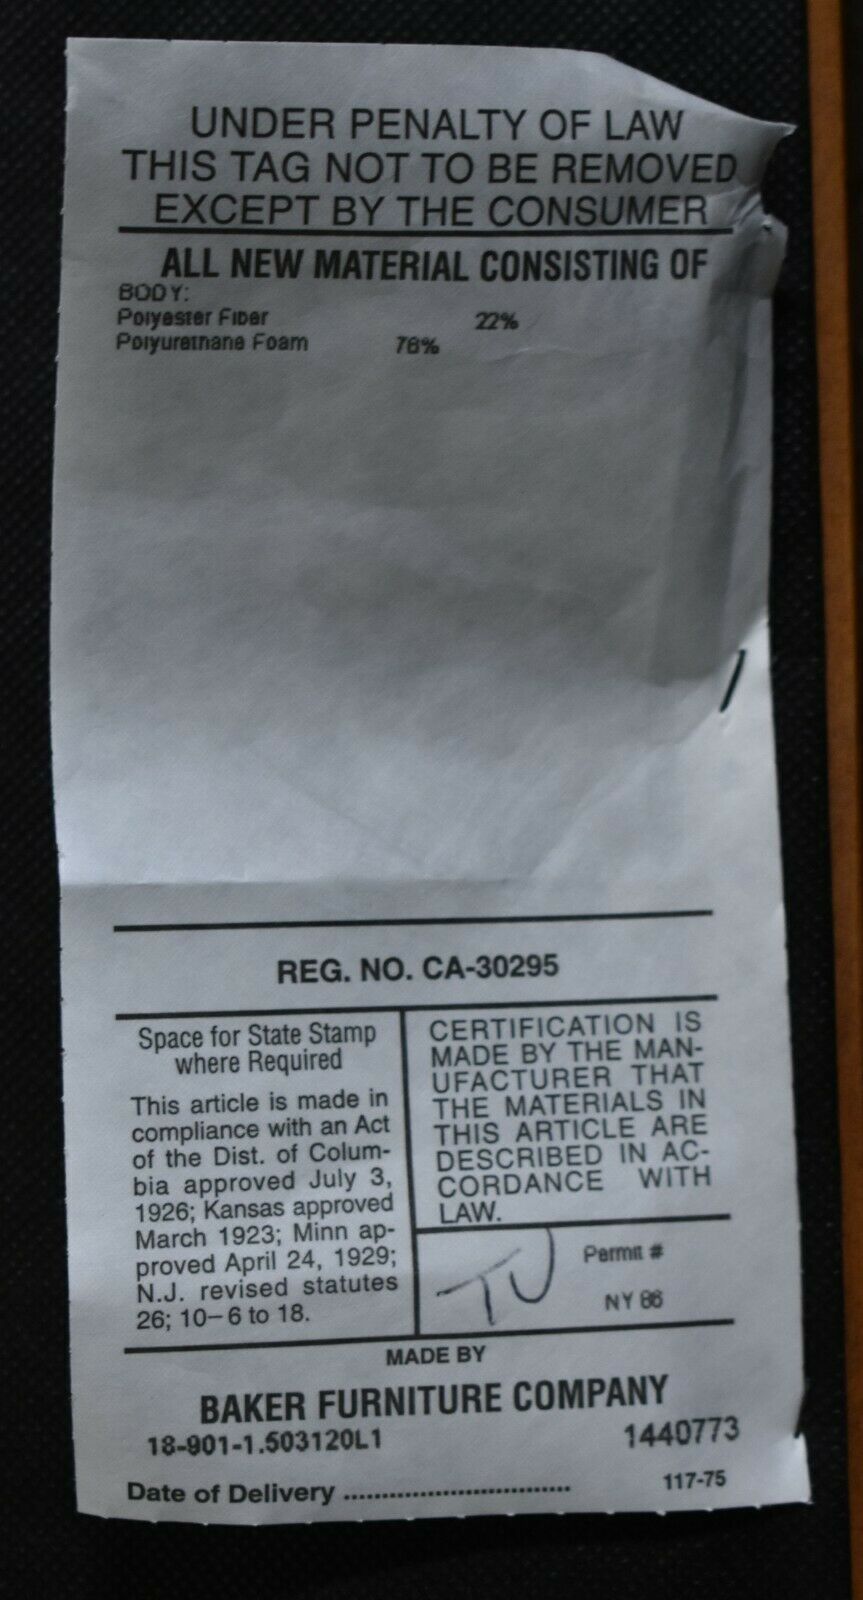 UNDER PENALTY OF LAW
THIS TAG NOT TO BE REMOVED
EXCEPT BY THE CONSUMER
ALL NEW MATERIAL CONSISTING OF
BODY:
Polyester Fiber 22%
Polyurethane Foam 78%
REG. NO. CA-30295
Space for State Stamp
where Required
This article is made in
compliance with an Act
of the Dist. of Colum-
bia approved July 3,
1926; Kansas approved
March 1923; Minn ap-
proved April 24, 1929;
N.J. revised statutes
26; 10–6 to 18.
CERTIFICATION IS
MADE BY THE MAN-
UFACTURER THAT
THE MATERIALS IN
THIS ARTICLE ARE
DESCRIBED IN AC-
CORDANCE WITH
LAW.
TJ
Permit #
NY 86
MADE BY
BAKER FURNITURE COMPANY
18-901-1.503120L1 1440773
Date of Delivery .............................. 117-75